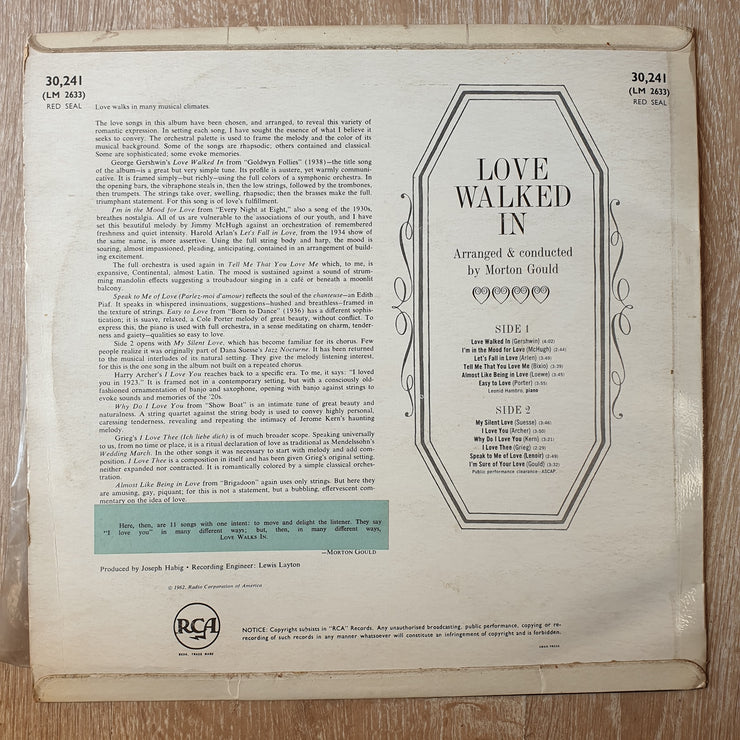 30,241
(LM 2633)
RED SEAL
30,241
(LM 2633)
RED SEAL
Love walks in many musical climates.
The love songs in this album have been chosen, and arranged, to reveal this variety of
romantic expression. In setting each song, I have sought the essence of what I believe it
seeks to convey. The orchestral palette is used to frame the melody and the color of its
musical background. Some of the songs are rhapsodic; others contained and classical.
Some are sophisticated; some evoke memories.
George Gershwin's Love Walked In from "Goldwyn Follies" (1938)—the title song
of the album—is a great but very simple tune. Its profile is austere, yet warmly communi-
cative. It is framed simply—but richly—using the full colors of a symphonic orchestra. In
the opening bars, the vibraphone steals in, then the low strings, followed by the trombones,
then trumpets. The strings take over, swelling, rhapsodic; then the brasses make the full,
triumphant statement. For this song is of love's fulfillment.
I'm in the Mood for Love from "Every Night at Eight," also a song of the 1930s,
breathes nostalgia. All of us are vulnerable to the associations of our youth, and I have
set this beautiful melody by Jimmy McHugh against an orchestration of remembered
freshness and quiet intensity. Harold Arlan's Let's Fall in Love, from the 1934 show
of the same name, is more assertive. Using the full string body and harp, the mood is
soaring, almost impassioned, pleading, anticipating, contained in an arrangement of build-
ing excitement.
The full orchestra is used again in Tell Me That You Love Me which, to me, is
expansive, Continental, almost Latin. The mood is sustained against a sound of strum-
ming mandolin effects suggesting a troubadour singing in a café or beneath a moonlit
balcony.
Speak to Me of Love (Parlez-moi d'amour) reflects the soul of the chanteuse—an Edith
Piaf. It speaks in whispered insinuations, suggestions—hushed and breathless—framed in
the texture of strings. Easy to Love from "Born to Dance" (1936) has a different sophis-
tication; it is suave, relaxed, a Cole Porter melody of great beauty, without conflict. To
express this, the piano is used with full orchestra, in a sense meditating on charm, tender-
ness and gaiety—qualities so easy to love.
Side 2 opens with My Silent Love, which has become familiar for its chorus. Few
people realize it was originally part of Dana Suesse's Jazz Nocturne. It has been returned
to the musical interludes of its natural setting. They give the melody listening interest,
for this is the one song in the album not built on a repeated chorus.
Harry Archer's I Love You reaches back to a specific era. To me, it says: "I loved
you in 1923." It is framed not in a contemporary setting, but with a consciously old-
fashioned ornamentation of banjo and saxophone, opening with banjo against strings to
evoke sounds and memories of the '20s.
Why Do I Love You from "Show Boat" is an intimate tune of great beauty and
naturalness. A string quartet against the string body is used to convey highly personal,
caressing tenderness, revealing and repeating the intimacy of Jerome Kern's haunting
melody.
Grieg's I Love Thee (Ich liebe dich) is of much broader scope. Speaking universally
to us, from no time or place, it is a ritual declaration of love as traditional as Mendelssohn's
Wedding March. In the other songs it was necessary to start with melody and add com-
position. I Love Thee is a composition in itself and has been given Grieg's original setting,
neither expanded nor contracted. It is romantically colored by a simple classical orches-
tration.
Almost Like Being in Love from "Brigadoon" again uses only strings. But here they
are amusing, gay, piquant; for this is not a statement, but a bubbling, effervescent com-
mentary on the idea of love.
Here, then, are 11 songs with one intent: to move and delight the listener. They say
"I love you" in many different ways; but, then, in many different ways,
LOVE WALKS IN.
—MORTON GOULD
Produced by Joseph Habig • Recording Engineer: Lewis Layton
© 1962, Radio Corporation of America
LOVE
WALKED
IN
Arranged & conducted
by Morton Gould
SIDE 1
Love Walked In (Gershwin) (4:02)
I'm in the Mood for Love (McHugh) (2:44)
Let's Fall in Love (Arlen) (3:49)
Tell Me That You Love Me (Bixio) (3:39)
Almost Like Being in Love (Loewe) (3:45)
Easy to Love (Porter) (3:55)
Leonid Hambro, piano
SIDE 2
My Silent Love (Suesse) (3:46)
I Love You (Archer) (3:50)
Why Do I Love You (Kern) (3:21)
I Love Thee (Grieg) (2:29)
Speak to Me of Love (Lenoir) (3:49)
I'm Sure of Your Love (Gould) (3:32)
Public performance clearance—ASCAP
RCA
REGD. TRADE MARK
NOTICE: Copyright subsists in "RCA" Records. Any unauthorised broadcasting, public performance, copying or re-
recording of such records in any manner whatsoever will constitute an infringement of copyright and is forbidden.